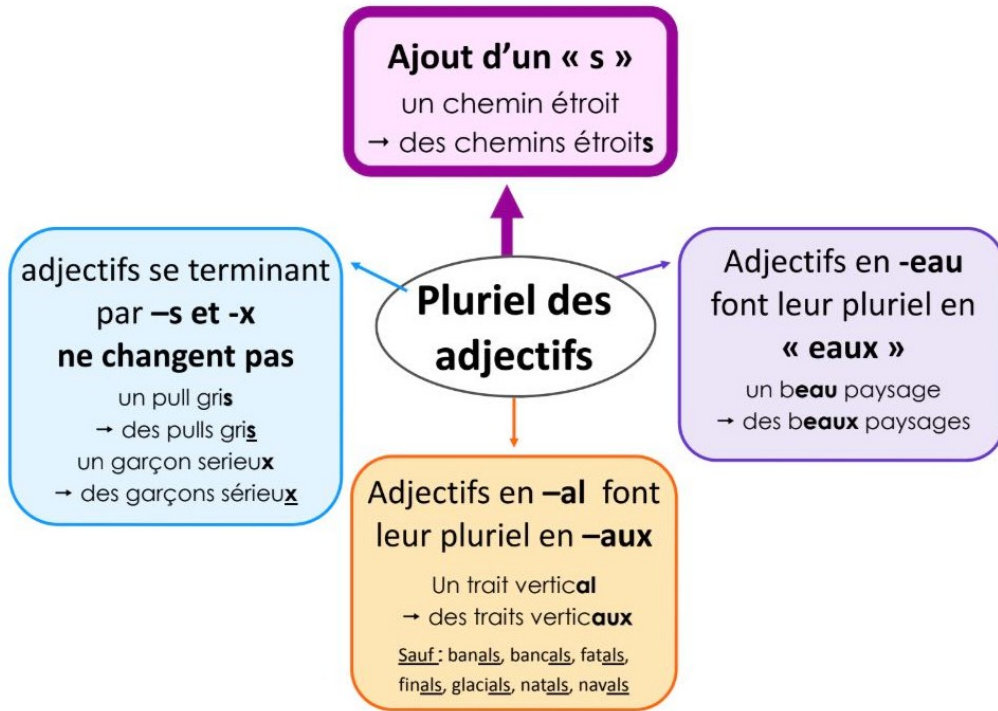 Ajout d’un « s »
un chemin étroit
→ des chemins étroits
adjectifs se terminant
par –s et -x
ne changent pas
un pull gris
→ des pulls gris
un garçon serieux
→ des garçons sérieux
Pluriel des
adjectifs
Adjectifs en -eau
font leur pluriel en
« eaux »
un beau paysage
→ des beaux paysages
Adjectifs en –al font
leur pluriel en –aux
Un trait vertical
→ des traits verticaux
Sauf : banals, bancals, fatals,
finals, glacials, natals, navals